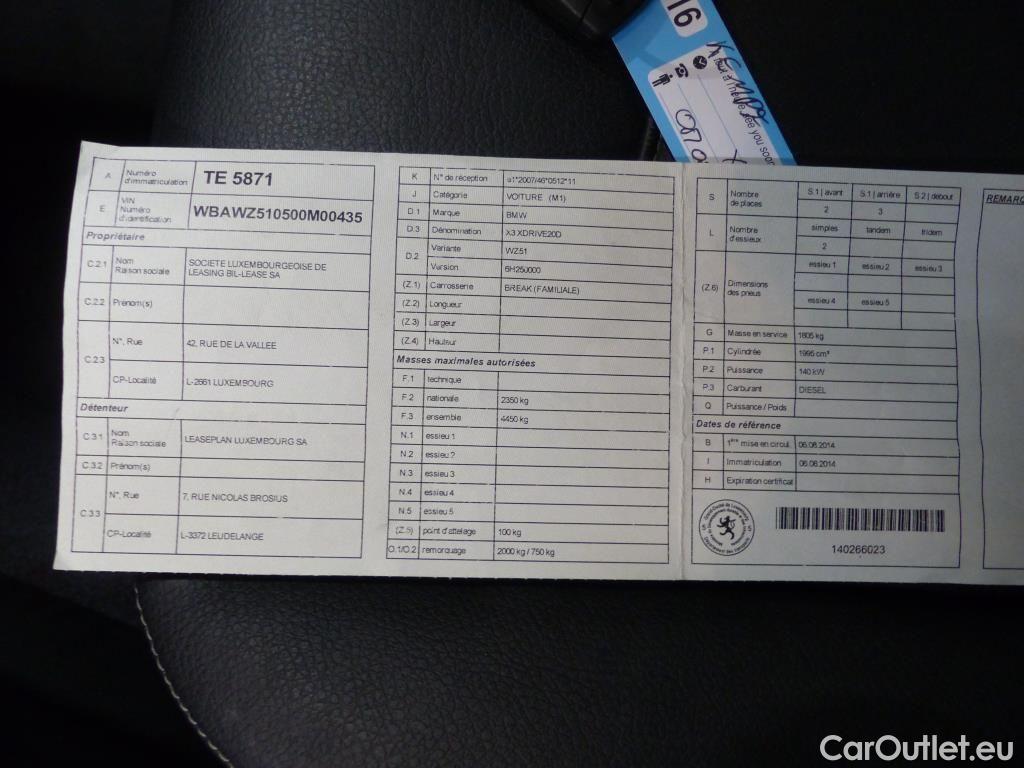 16
see you soon
A Numéro d'immatriculation TE 5871
E VIN Numéro d'identification WBAWZ510500M00435
Propriétaire
C.2.1 Nom Raison sociale SOCIETE LUXEMBOURGEOISE DE LEASING BIL-LEASE SA
C.2.2 Prénom(s)
C.2.3 N°, Rue 42, RUE DE LA VALLEE
CP-Localité L-2661 LUXEMBOURG
Détenteur
C.3.1 Nom Raison sociale LEASEPLAN LUXEMBOURG SA
C.3.2 Prénom(s)
C.3.3 N°, Rue 7, RUE NICOLAS BROSIUS
CP-Localité L-3372 LEUDELANGE
K N° de réception e1*2007/46*0512*11
J Catégorie VOITURE (M1)
D.1 Marque BMW
D.3 Dénomination X3 XDRIVE20D
D.2 Variante WZ51
Version 6H25J000
(Z.1) Carrosserie BREAK (FAMILIALE)
(Z.2) Longueur
(Z.3) Largeur
(Z.4) Hauteur
Masses maximales autorisées
F.1 technique
F.2 nationale 2350 kg
F.3 ensemble 4450 kg
N.1 essieu 1
N.2 essieu 2
N.3 essieu 3
N.4 essieu 4
N.5 essieu 5
(Z.5) point d'attelage 100 kg
O.1/O.2 remorquage 2000 kg / 750 kg
S Nombre de places S.1 | avant S.1 | arrière S.2 | debout
2 3
L Nombre d'essieux simples tandem tridem
2
(Z.6) Dimensions des pneus essieu 1 essieu 2 essieu 3
essieu 4 essieu 5
G Masse en service 1805 kg
P.1 Cylindrée 1995 cm³
P.2 Puissance 140 kW
P.3 Carburant DIESEL
Q Puissance / Poids
Dates de référence
B 1ère mise en circul. 06.08.2014
I Immatriculation 06.08.2014
H Expiration certificat
140266023
REMARQ
CarOutlet.eu